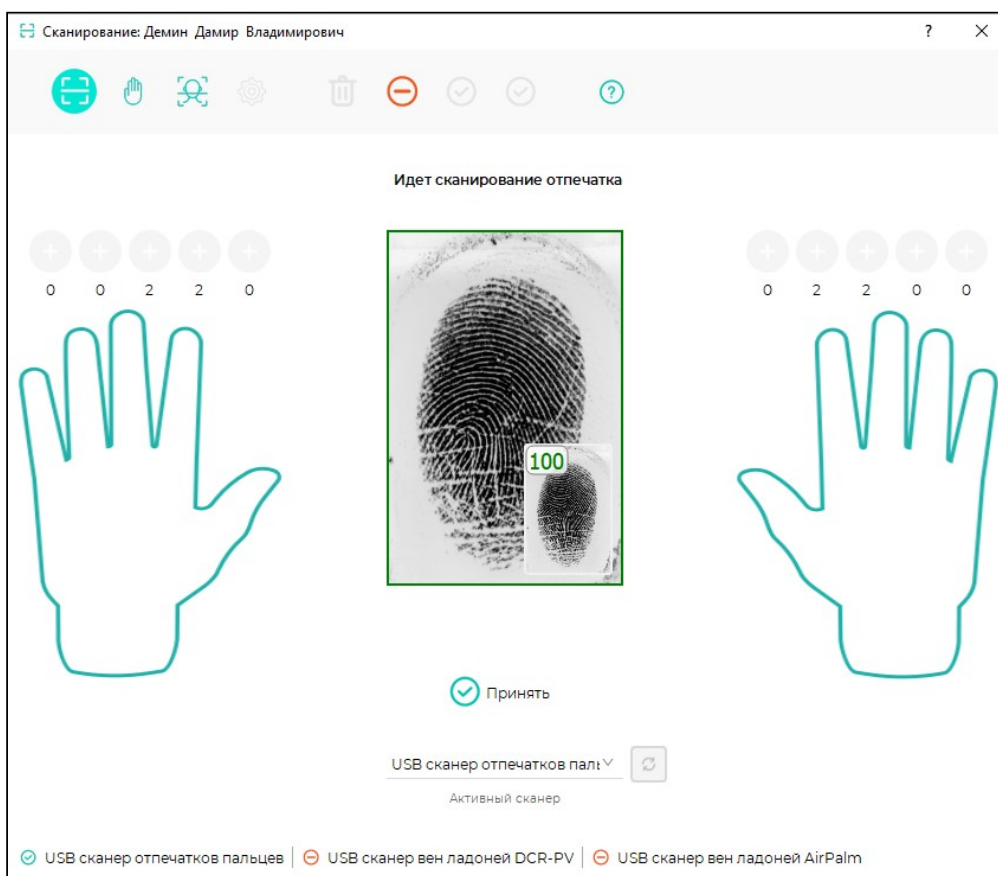 Сканирование: Демин Дамир Владимирович
?
?
Идет сканирование отпечатка
0 0 2 2 0
0 2 2 0 0
100
Принять
USB сканер отпечатков паль
Активный сканер
USB сканер отпечатков пальцев | USB сканер вен ладоней DCR-PV | USB сканер вен ладоней AirPalm